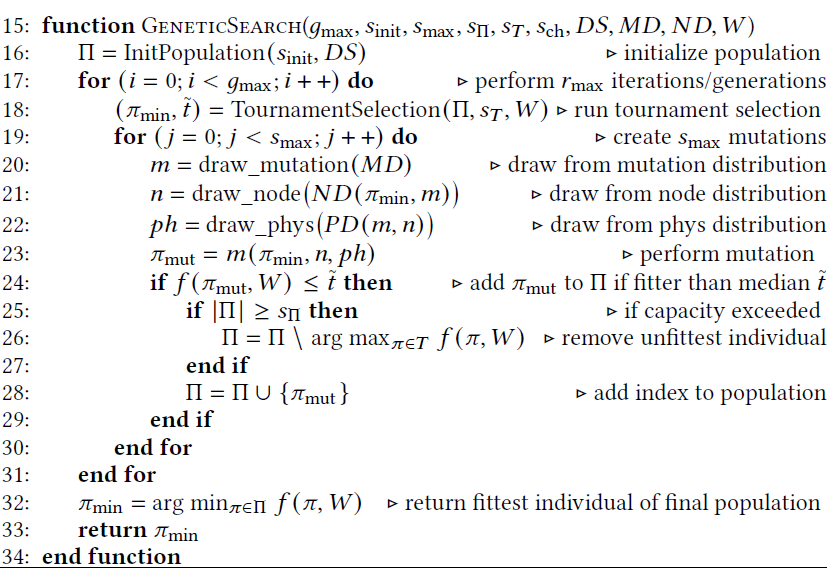 15: function GeneticSearch(g_max, s_init, s_max, s_Π, s_T, s_ch, DS, MD, ND, W)
16: Π = InitPopulation(s_init, DS) ▷ initialize population
17: for (i = 0; i < g_max; i + +) do ▷ perform r_max iterations/generations
18: (π_min, t̃) = TournamentSelection(Π, s_T, W) ▷ run tournament selection
19: for (j = 0; j < s_max; j + +) do ▷ create s_max mutations
20: m = draw_mutation(MD) ▷ draw from mutation distribution
21: n = draw_node(ND(π_min, m)) ▷ draw from node distribution
22: ph = draw_phys(PD(m, n)) ▷ draw from phys distribution
23: π_mut = m(π_min, n, ph) ▷ perform mutation
24: if f(π_mut, W) ≤ t̃ then ▷ add π_mut to Π if fitter than median t̃
25: if |Π| ≥ s_Π then ▷ if capacity exceeded
26: Π = Π \ arg max_π∈T f(π, W) ▷ remove unfittest individual
27: end if
28: Π = Π ∪ {π_mut} ▷ add index to population
29: end if
30: end for
31: end for
32: π_min = arg min_π∈Π f(π, W) ▷ return fittest individual of final population
33: return π_min
34: end function